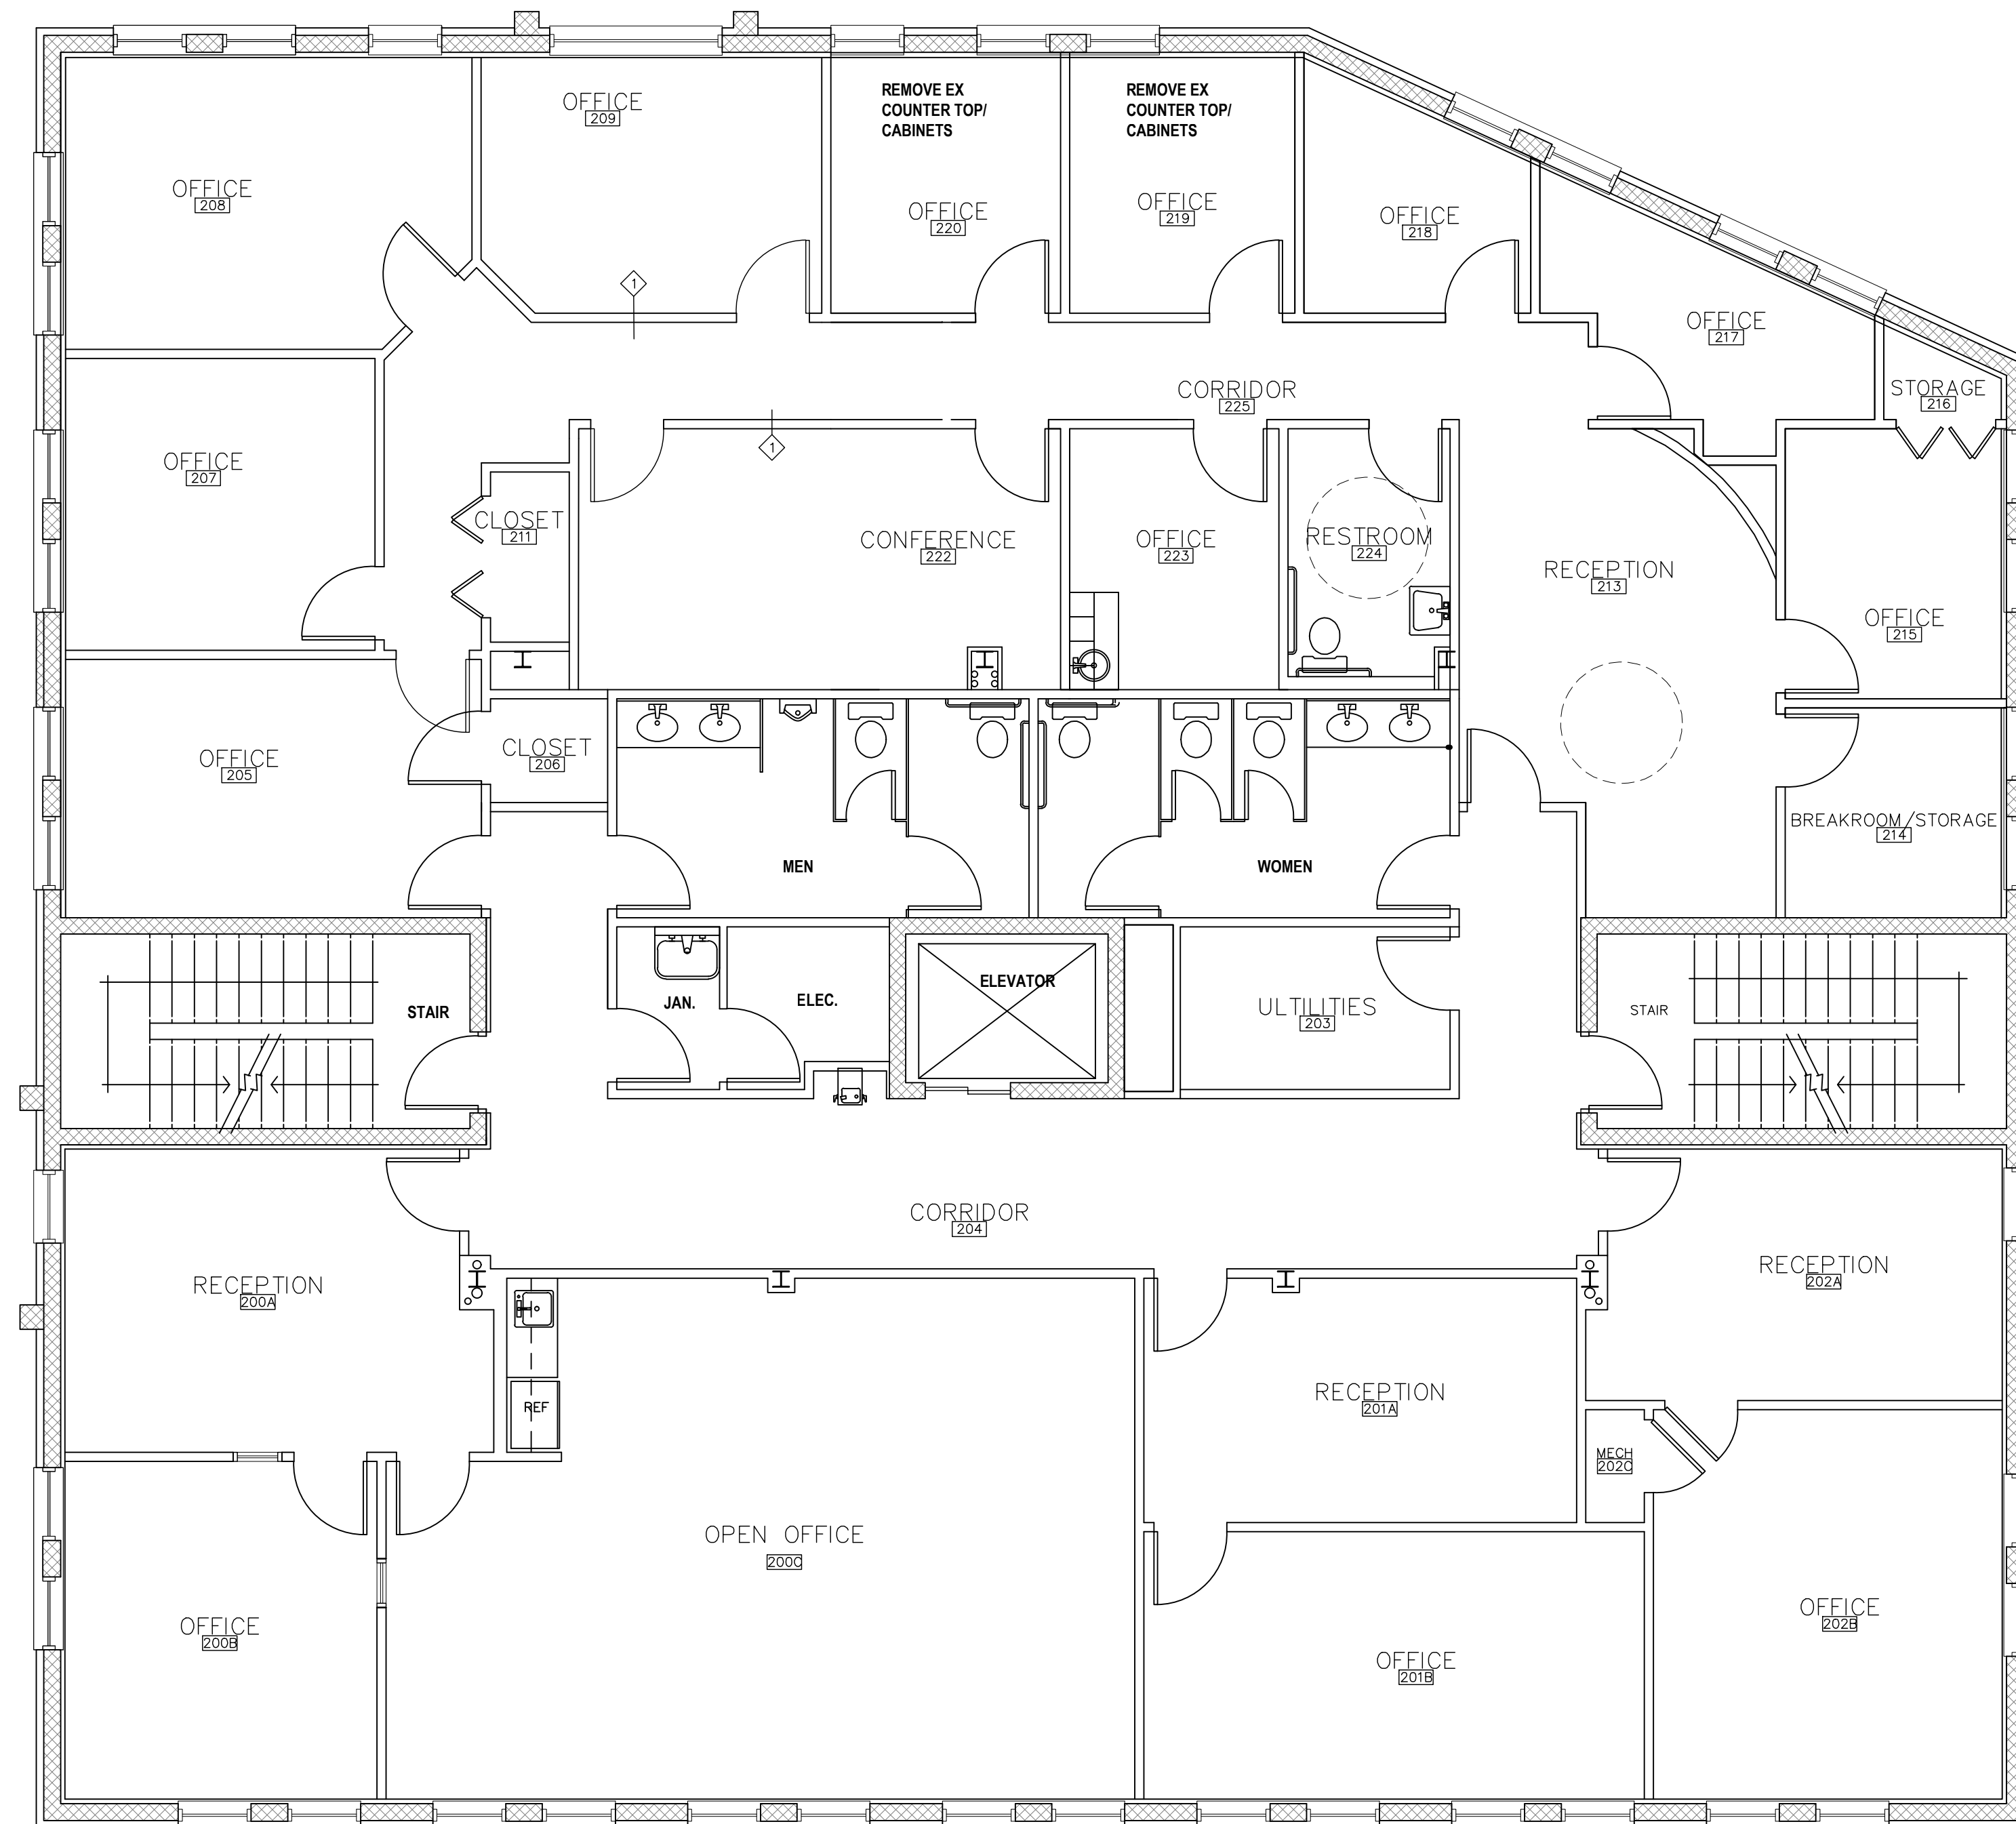 REMOVE EX
COUNTER TOP/
CABINETS
REMOVE EX
COUNTER TOP/
CABINETS
OFFICE
209
OFFICE
208
OFFICE
220
OFFICE
219
OFFICE
218
1
OFFICE
217
CORRIDOR
225
STORAGE
216
1
OFFICE
207
CLOSET
211
CONFERENCE
222
OFFICE
223
RESTROOM
224
RECEPTION
213
OFFICE
215
OFFICE
205
CLOSET
206
BREAKROOM/STORAGE
214
MEN
WOMEN
STAIR
JAN.
ELEC.
ELEVATOR
ULTILITIES
203
STAIR
CORRIDOR
204
RECEPTION
200A
RECEPTION
202A
REF
RECEPTION
201A
MECH
202C
OPEN OFFICE
200C
OFFICE
200B
OFFICE
201B
OFFICE
202B